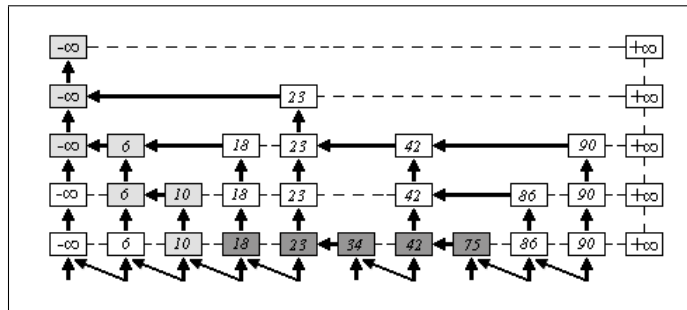 -∞ +∞
-∞ 23 +∞
-∞ 6 18 23 42 90 +∞
-∞ 6 10 18 23 42 86 90 +∞
-∞ 6 10 18 23 34 42 75 86 90 +∞